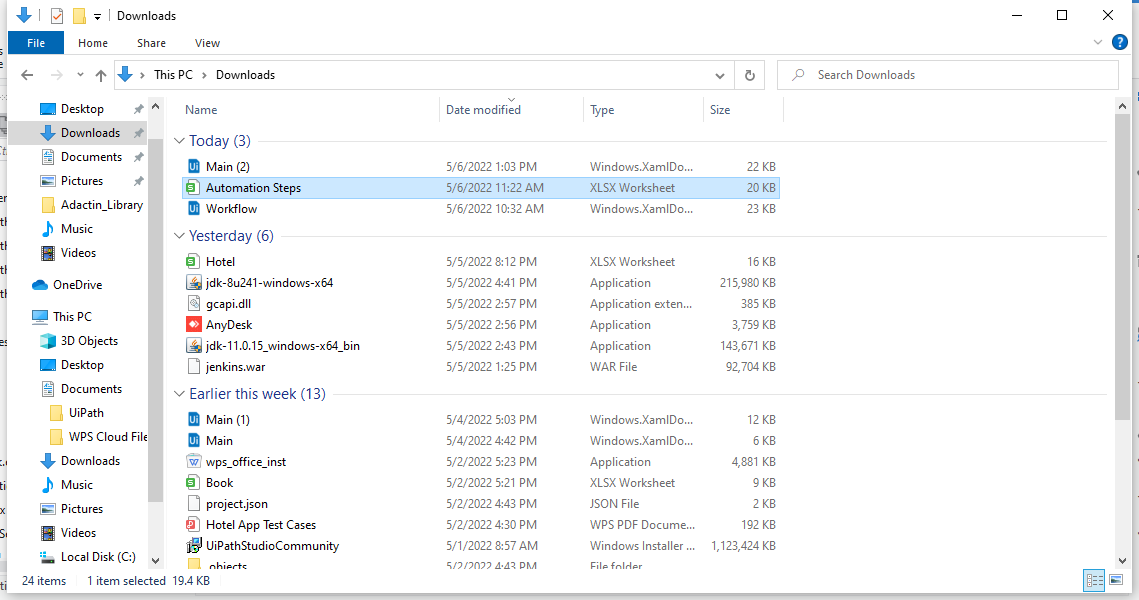 Downloads
File Home Share View
This PC > Downloads
Search Downloads
Name Date modified Type Size
Desktop
Downloads
Documents
Pictures
Adactin_Library
Music
Videos
OneDrive
This PC
3D Objects
Desktop
Documents
UiPath
WPS Cloud File
Downloads
Music
Pictures
Videos
Local Disk (C:)
Today (3)
Main (2) 5/6/2022 1:03 PM Windows.XamlDo... 22 KB
Automation Steps 5/6/2022 11:22 AM XLSX Worksheet 20 KB
Workflow 5/6/2022 10:32 AM Windows.XamlDo... 23 KB
Yesterday (6)
Hotel 5/5/2022 8:12 PM XLSX Worksheet 16 KB
jdk-8u241-windows-x64 5/5/2022 4:41 PM Application 215,980 KB
gcapi.dll 5/5/2022 2:57 PM Application exten... 385 KB
AnyDesk 5/5/2022 2:56 PM Application 3,759 KB
jdk-11.0.15_windows-x64_bin 5/5/2022 2:43 PM Application 143,671 KB
jenkins.war 5/5/2022 1:25 PM WAR File 92,704 KB
Earlier this week (13)
Main (1) 5/4/2022 5:03 PM Windows.XamlDo... 12 KB
Main 5/4/2022 4:42 PM Windows.XamlDo... 6 KB
wps_office_inst 5/2/2022 5:23 PM Application 4,881 KB
Book 5/2/2022 5:21 PM XLSX Worksheet 9 KB
project.json 5/2/2022 4:43 PM JSON File 2 KB
Hotel App Test Cases 5/2/2022 4:30 PM WPS PDF Docume... 192 KB
UiPathStudioCommunity 5/1/2022 8:57 AM Windows Installer ... 1,123,424 KB
.objects 5/2/2022 4:43 PM File folder
24 items 1 item selected 19.4 KB